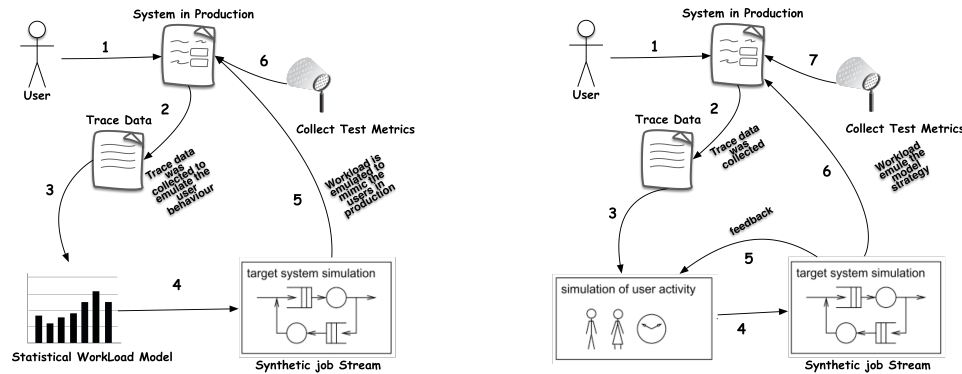 System in Production
1
6
User
2
Collect Test Metrics
Trace Data
Trace data
was
collected to
emulate the
user
behaviour
3
Workload is
emulated to
mimic the
users in
production
5
4
target system simulation
Statistical WorkLoad Model
Synthetic job Stream
System in Production
1
7
User
2
Collect Test Metrics
Trace Data
Trace data
was
collected
6
Workload
emule the
model
strategy
3
feedback
5
simulation of user activity
4
target system simulation
Synthetic job Stream